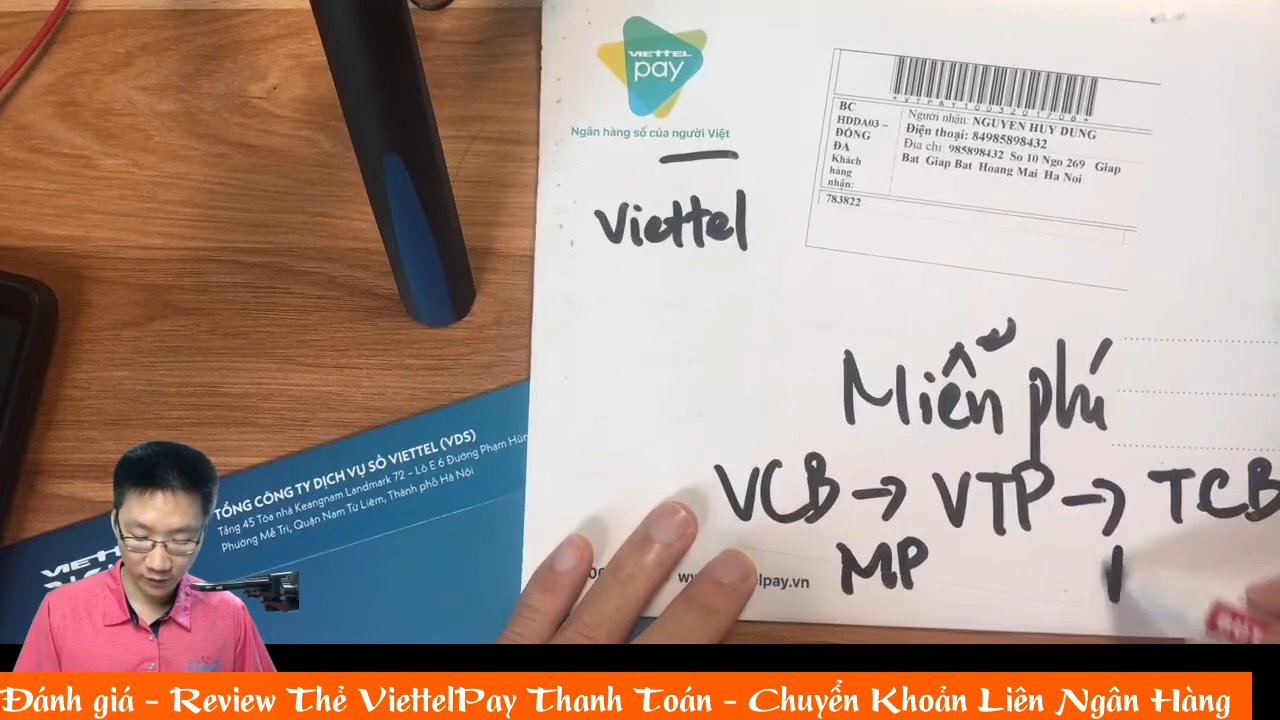 VIETTEL
pay
Ngân hàng số của người Việt
Viettel
*VTPAY1003201706*
BC
HDDA03 –
ĐỐNG
ĐA
Khách
hàng
nhận:
783822
Người nhận: NGUYEN HUY DUNG
Điện thoại: 84985898432
Địa chỉ: 985898432 So 10 Ngo 269 Giap
Bat Giap Bat Hoang Mai Ha Noi
Miễn phí
VCB → VTP → TCB
MP
TỔNG CÔNG TY DỊCH VỤ SỐ VIETTEL (VDS)
Tầng 45 Tòa nhà Keangnam Landmark 72 – Lô E 6 Đường Phạm Hùn
Phường Mễ Trì, Quận Nam Từ Liêm, Thành phố Hà Nội
Đánh giá - Review Thẻ ViettelPay Thanh Toán - Chuyển Khoản Liên Ngân Hàng